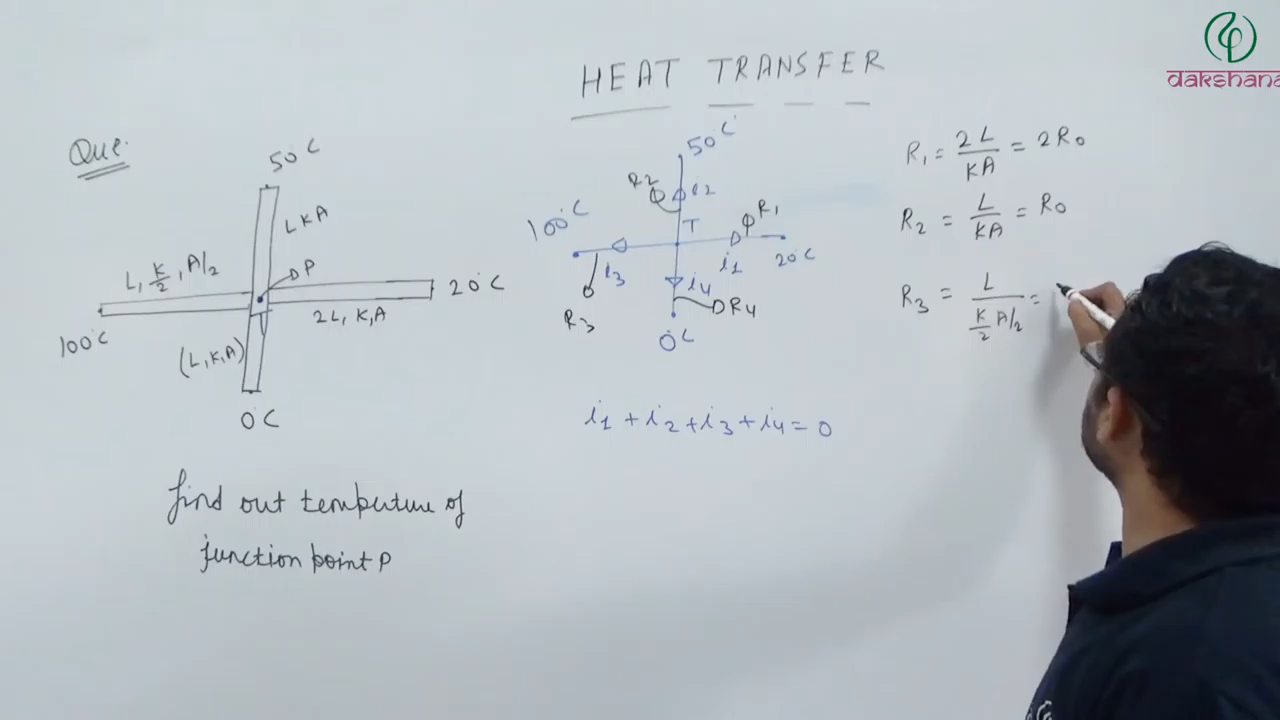 dakshana
HEAT TRANSFER
Que.
50°C
L K A
L, K/2, A/2
P
20°C
2L, K, A
100°C
(L, K, A)
0°C
find out temperture of
junction point P
50°C
R2
i2
100°C
T
R1
i3
i1
20°C
R3
i4
R4
0°C
i1 + i2 + i3 + i4 = 0
R1 = 2L/KA = 2R0
R2 = L/KA = R0
R3 = L/(K/2 A/2) =